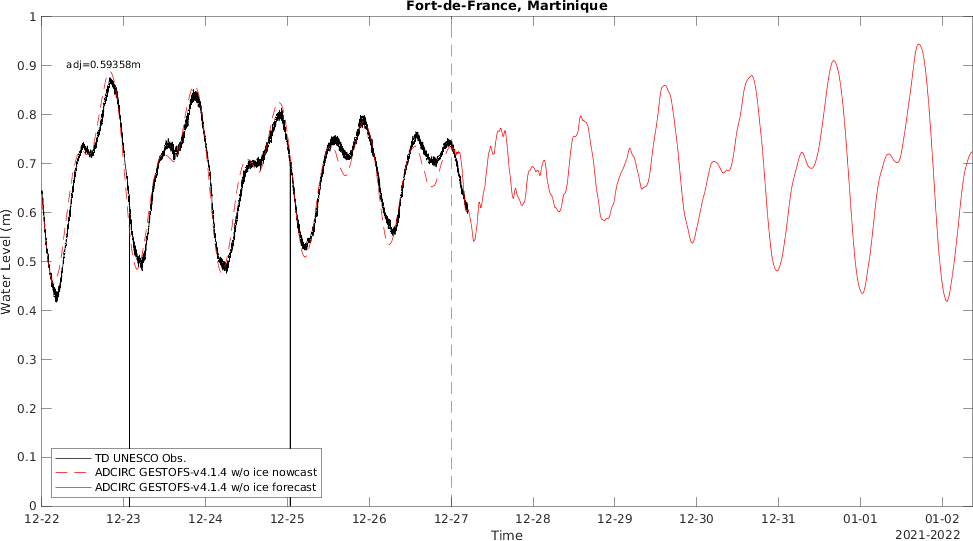 Fort-de-France, Martinique
1
0.9
0.8
0.7
0.6
0.5
0.4
0.3
0.2
0.1
0
Water Level (m)
adj=0.59358m
TD UNESCO Obs.
ADCIRC GESTOFS-v4.1.4 w/o ice nowcast
ADCIRC GESTOFS-v4.1.4 w/o ice forecast
12-22 12-23 12-24 12-25 12-26 12-27 12-28 12-29 12-30 12-31 01-01 01-02
Time
2021-2022